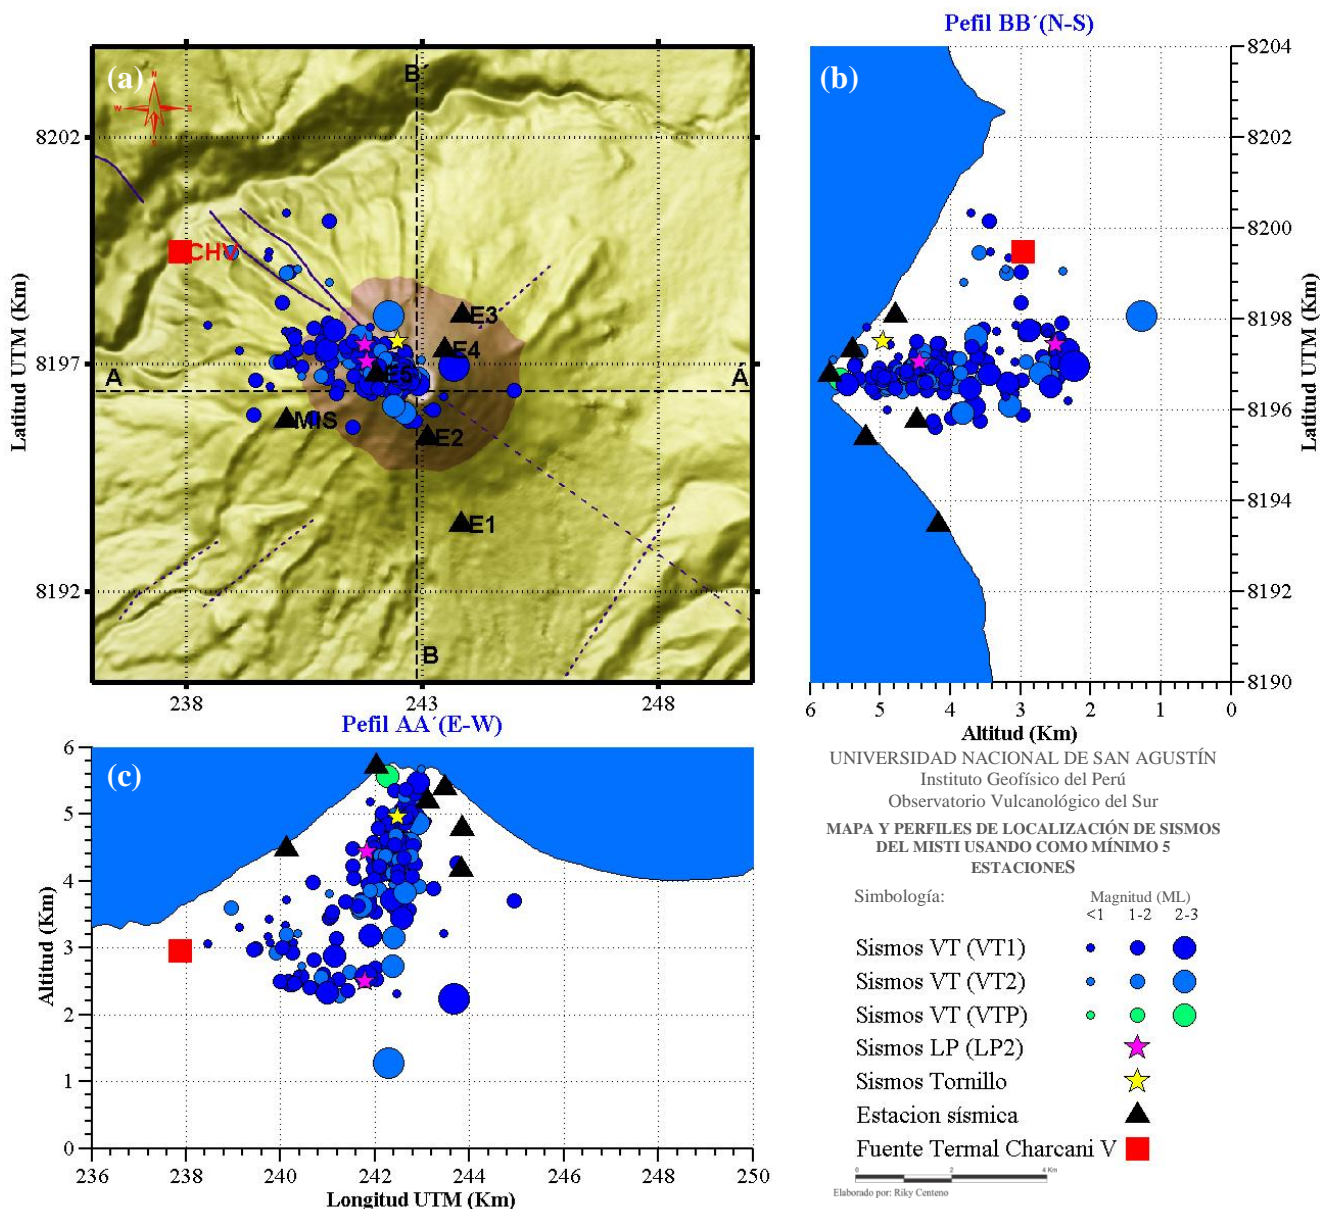 Pefil BB´(N-S)
(a)
N
W
B´
8202
8197
8192
Latitud UTM (Km)
CHV
E3
E4
E5
A
A
MIS
E2
E1
B
238
243
248
(b)
8204
8202
8200
8198
8196
8194
8192
8190
Latitud UTM (Km)
6 5 4 3 2 1 0
Altitud (Km)
Pefil AA´(E-W)
(c)
6
5
4
3
2
1
0
Altitud (Km)
236 238 240 242 244 246 248 250
Longitud UTM (Km)
UNIVERSIDAD NACIONAL DE SAN AGUSTÍN
Instituto Geofísico del Perú
Observatorio Vulcanológico del Sur
MAPA Y PERFILES DE LOCALIZACIÓN DE SISMOS
DEL MISTI USANDO COMO MÍNIMO 5
ESTACIONES
Simbología: Magnitud (ML)
<1 1-2 2-3
Sismos VT (VT1)
Sismos VT (VT2)
Sismos VT (VTP)
Sismos LP (LP2)
Sismos Tornillo
Estacion sísmica
Fuente Termal Charcani V
0 2 4 Km
Elaborado por: Riky Centeno